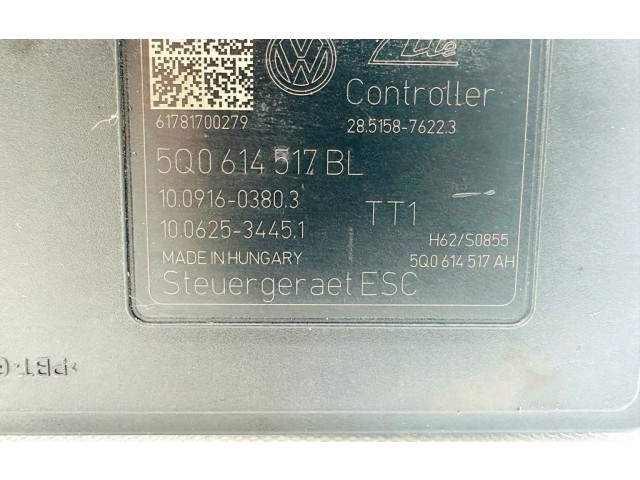 Ate
Controller
61781700279
28.5158-7622.3
5Q0 614 517 BL
10.0916-0380.3
TT1
10.0625-3445.1
H62/S0855
MADE IN HUNGARY
5Q0 614 517 AH
Steuergeraet ESC